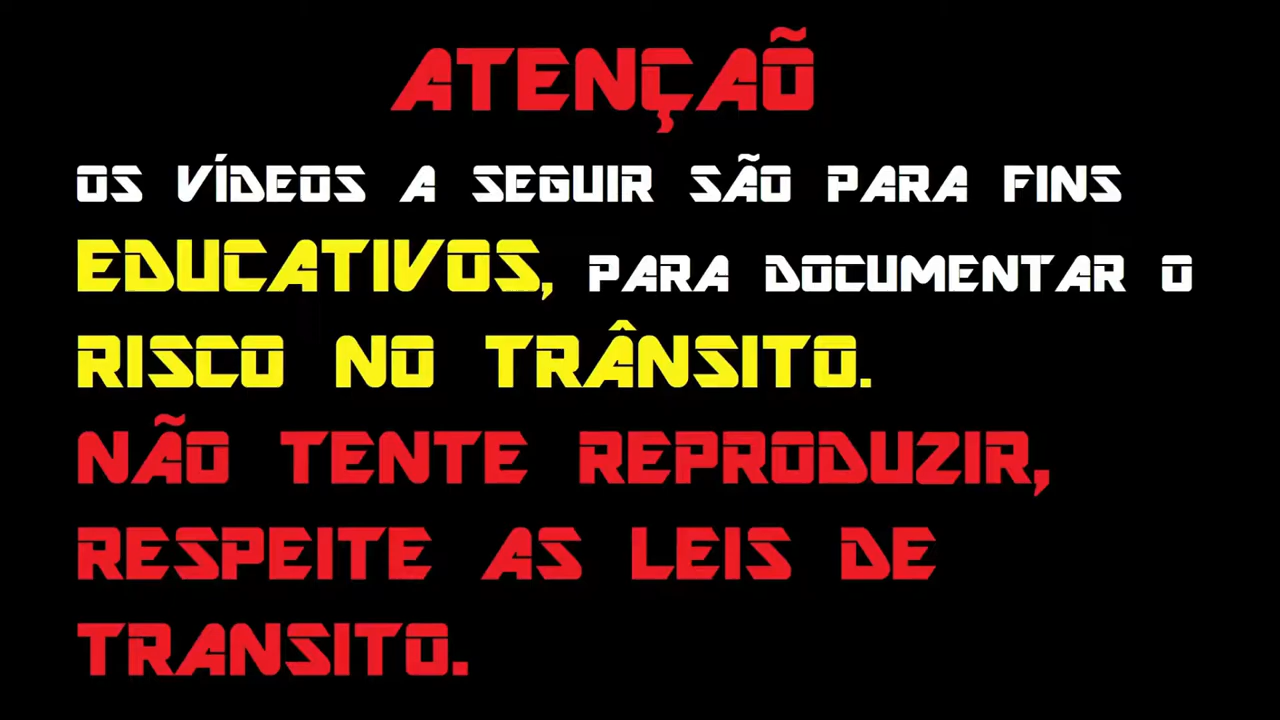 ATENÇAÕ
OS VÍDEOS A SEGUIR SÃO PARA FINS
EDUCATIVOS, PARA DOCUMENTAR O
RISCO NO TRÂNSITO.
NÃO TENTE REPRODUZIR,
RESPEITE AS LEIS DE
TRANSITO.